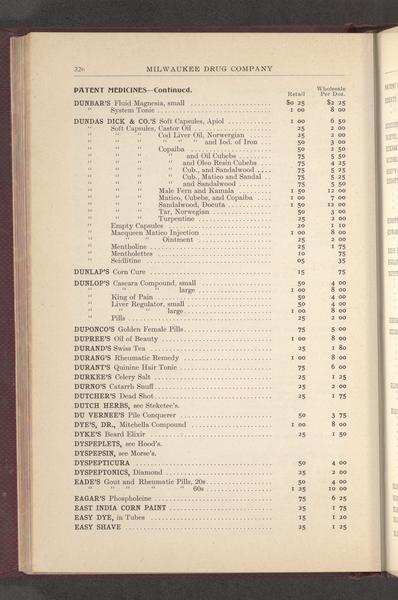 226 MILWAUKEE DRUG COMPANY
PATENT MEDICINES—Continued.
Retail Wholesale Per Doz.
DUNBAR'S Fluid Magnesia, small $0 25 $2 25
" System Tonic 1 00 8 00
DUNDAS DICK & CO.'S Soft Capsules, Apiol 1 00 6 50
" Soft Capsules, Castor Oil 25 2 00
" " " Cod Liver Oil, Norwegian 25 2 00
" " " " " " and Iod. of Iron 50 3 00
" " " Copaiba 50 2 50
" " " " and Oil Cubebs 75 5 50
" " " " and Oleo Resin Cubebs 75 4 25
" " " " Cub., and Sandalwood 75 5 25
" " " " Cub., Matico and Sandal 75 5 25
" " " " and Sandalwood 75 5 50
" " " Male Fern and Kamala 1 50 12 00
" " " Matico, Cubebs, and Copaiba 1 00 7 00
" " " Sandalwood, Docuta 1 50 12 00
" " " Tar, Norwegian 50 3 00
" " " Turpentine 25 2 00
" Empty Capsules 20 1 10
" Macqueen Matico Injection 1 00 8 00
" " " Ointment 25 2 00
" Mentholine 25 1 75
" Mentholettes 10 75
" Seidlitine 05 35
DUNLAP'S Corn Cure 15 75
DUNLOP'S Cascara Compound, small 50 4 00
" " " large 1 00 8 00
" King of Pain 50 4 00
" Liver Regulator, small 50 4 00
" " " large 1 00 8 00
" Pills 25 2 00
DUPONCO'S Golden Female Pills 75 5 00
DUPREE'S Oil of Beauty 1 00 8 00
DURAND'S Swiss Tea 25 1 80
DURANG'S Rheumatic Remedy 1 00 8 00
DURANT'S Quinine Hair Tonic 75 6 00
DURKEE'S Celery Salt 25 1 25
DURNO'S Catarrh Snuff 25 2 00
DUTCHER'S Dead Shot 25 1 75
DUTCH HERBS, see Steketee's.
DU VERNEE'S Pile Conquerer 50 3 75
DYE'S, DR., Mitchella Compound 1 00 8 00
DYKE'S Beard Elixir 25 1 50
DYSPEPLETS, see Hood's.
DYSPEPSIN, see Morse's.
DYSPEPTICURA 50 4 00
DYSPEPTONICS, Diamond 25 2 00
EADE'S Gout and Rheumatic Pills, 20s 50 4 00
" " " " " 60s 1 25 10 00
EAGAR'S Phospholeine 75 6 25
EAST INDIA CORN PAINT 25 1 75
EASY DYE, in Tubes 15 1 20
EASY SHAVE 25 1 25